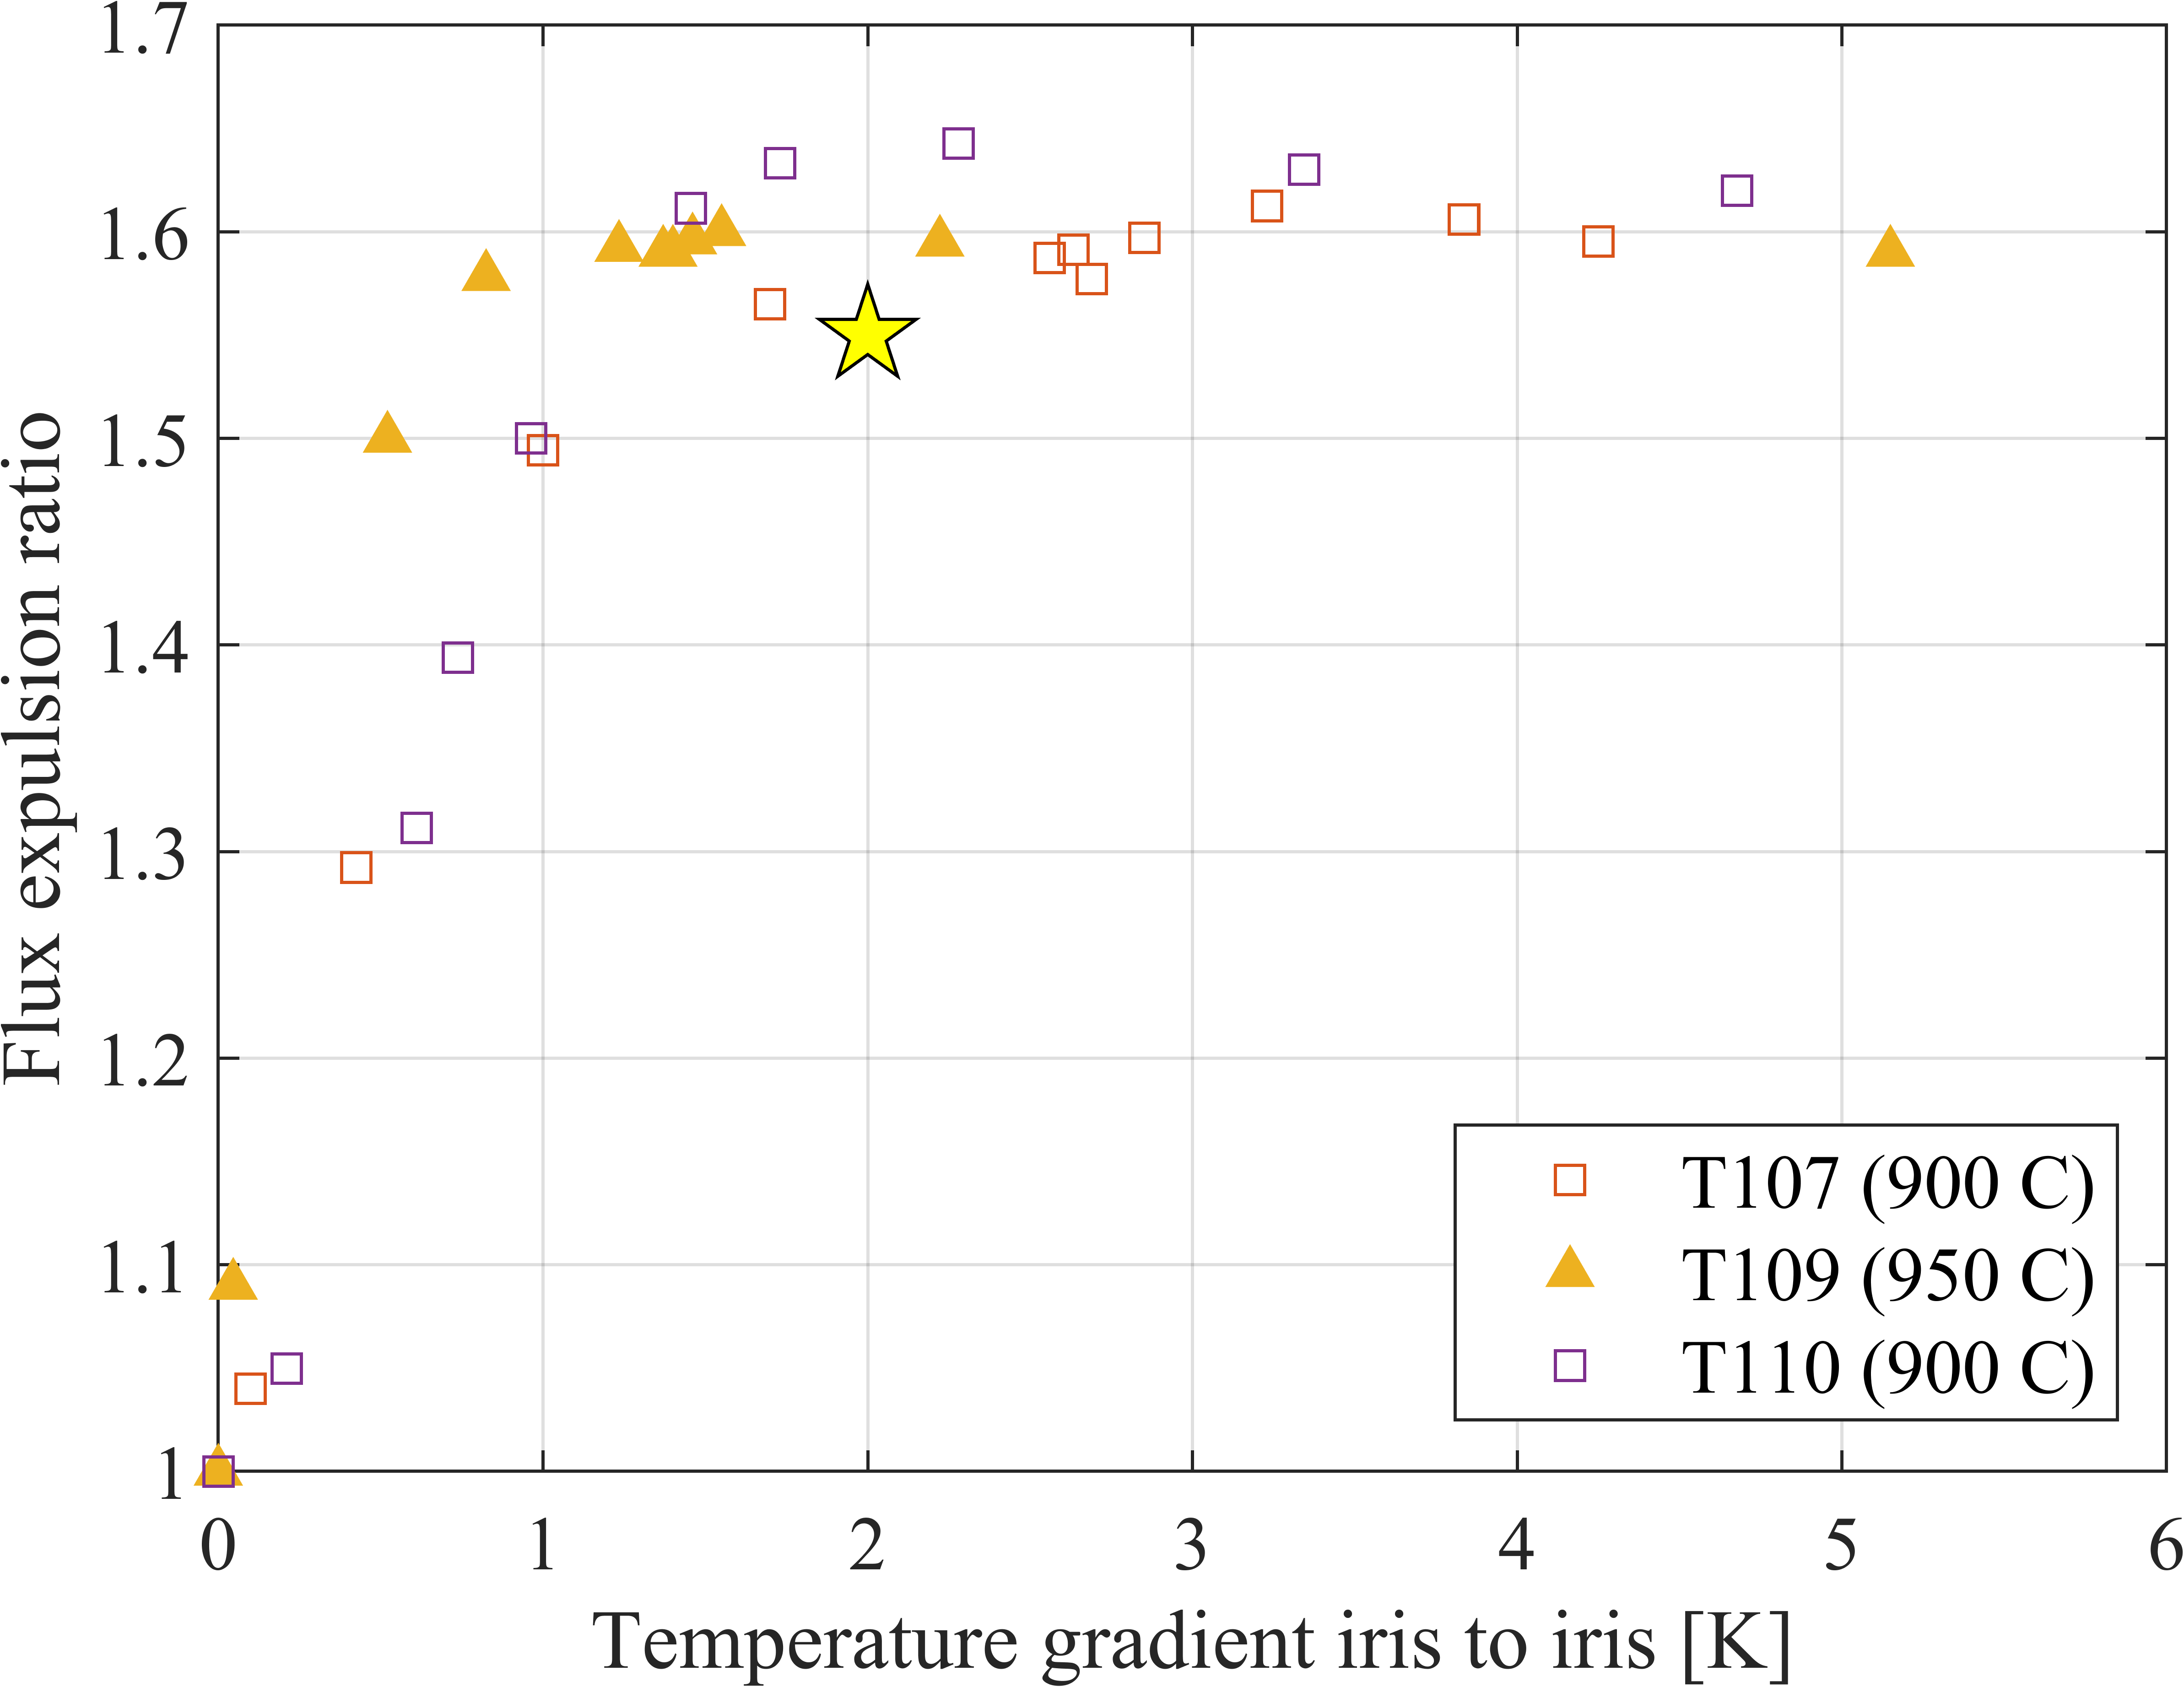 1.7
1.6
1.5
1.4
1.3
1.2
1.1
1
Flux expulsion ratio
T107 (900 C)
T109 (950 C)
T110 (900 C)
0 1 2 3 4 5 6
Temperature gradient iris to iris [K]